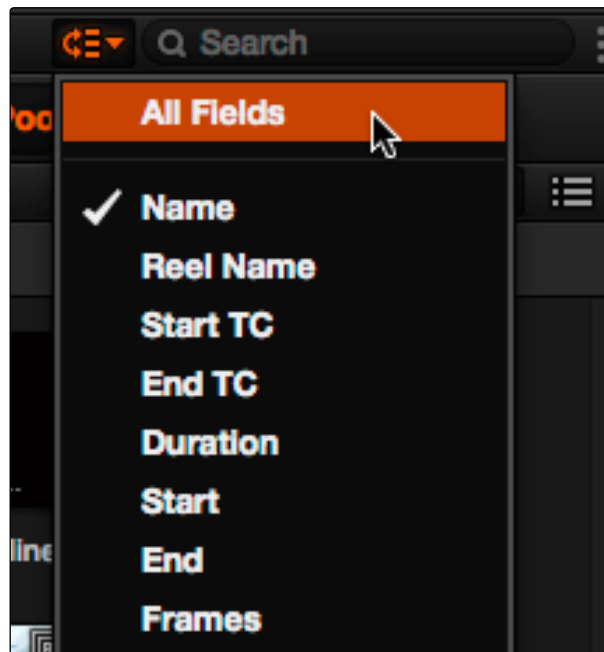 Search
All Fields
Name
Reel Name
Start TC
End TC
Duration
Start
End
Frames